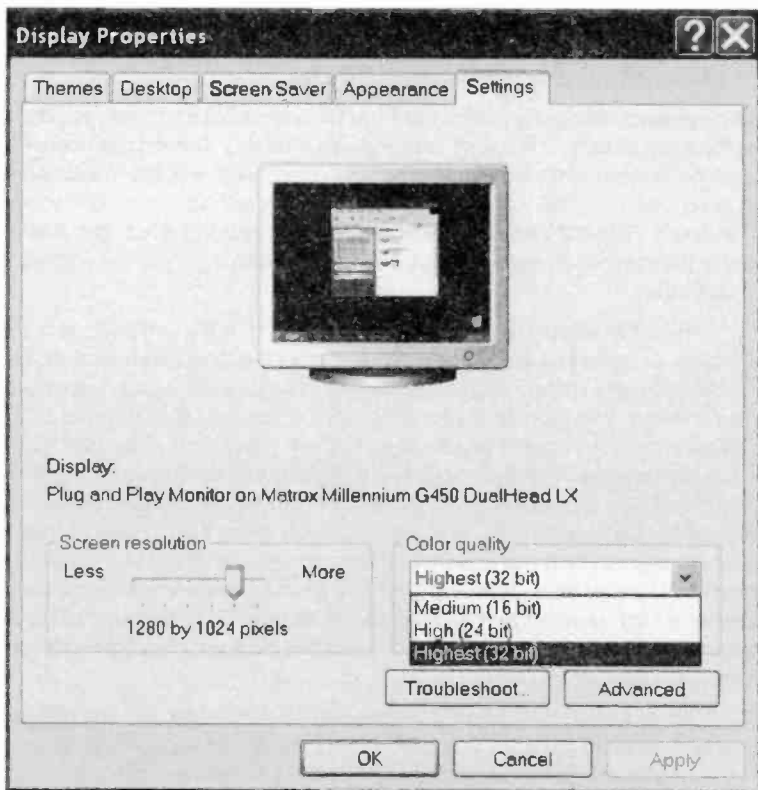 Display Properties
Themes Desktop Screen Saver Appearance Settings
Display:
Plug and Play Monitor on Matrox Millennium G450 DualHead LX
Screen resolution
Less More
1280 by 1024 pixels
Color quality
Highest (32 bit)
Medium (16 bit)
High (24 bit)
Highest (32 bit)
Troubleshoot... Advanced
OK Cancel Apply